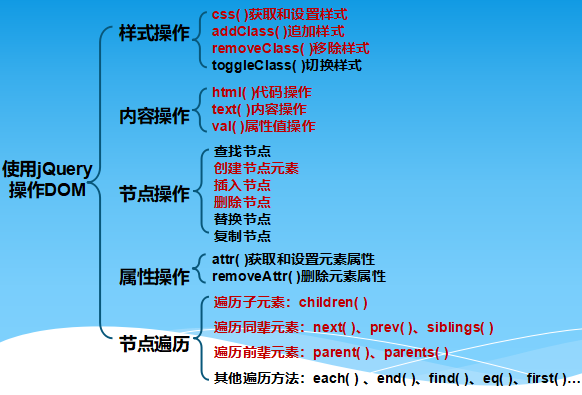 使用jQuery
操作DOM
样式操作
css( )获取和设置样式
addClass( )追加样式
removeClass( )移除样式
toggleClass( )切换样式
内容操作
html( )代码操作
text( )内容操作
val( )属性值操作
节点操作
查找节点
创建节点元素
插入节点
删除节点
替换节点
复制节点
属性操作
attr( )获取和设置元素属性
removeAttr( )删除元素属性
节点遍历
遍历子元素：children( )
遍历同辈元素：next( )、prev( )、siblings( )
遍历前辈元素：parent( )、parents( )
其他遍历方法：each( ) 、end( )、find( )、eq( )、first( )…